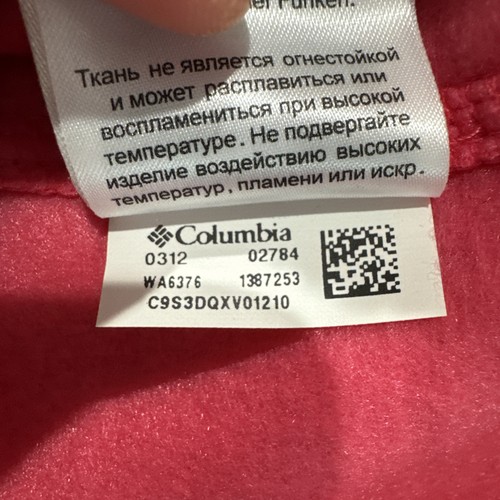 Funken.
Ткань не является огнестойкой
и может расплавиться или
воспламениться при высокой
температуре. Не подвергайте
изделие воздействию высоких
температур, пламени или искр.
Columbia
0312 02784
WA6376 1387253
C9S3DQXV01210